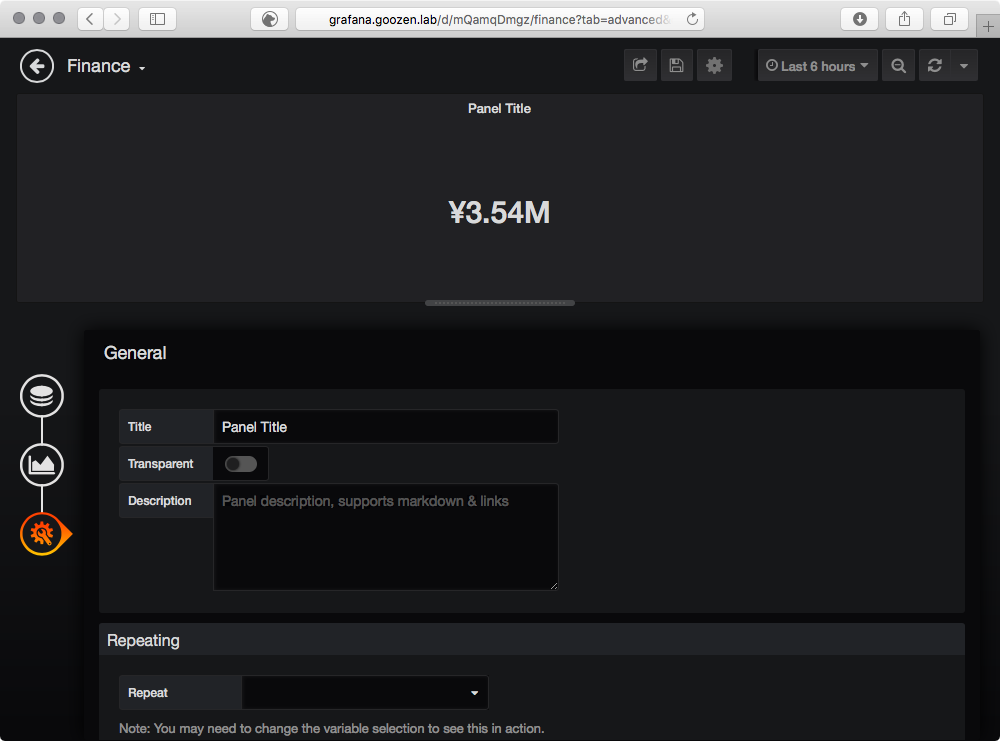 grafana.goozen.lab/d/mQamqDmgz/finance?tab=advanced&
Finance
Last 6 hours
Panel Title
¥3.54M
General
Title
Panel Title
Transparent
Description
Panel description, supports markdown & links
Repeating
Repeat
Note: You may need to change the variable selection to see this in action.